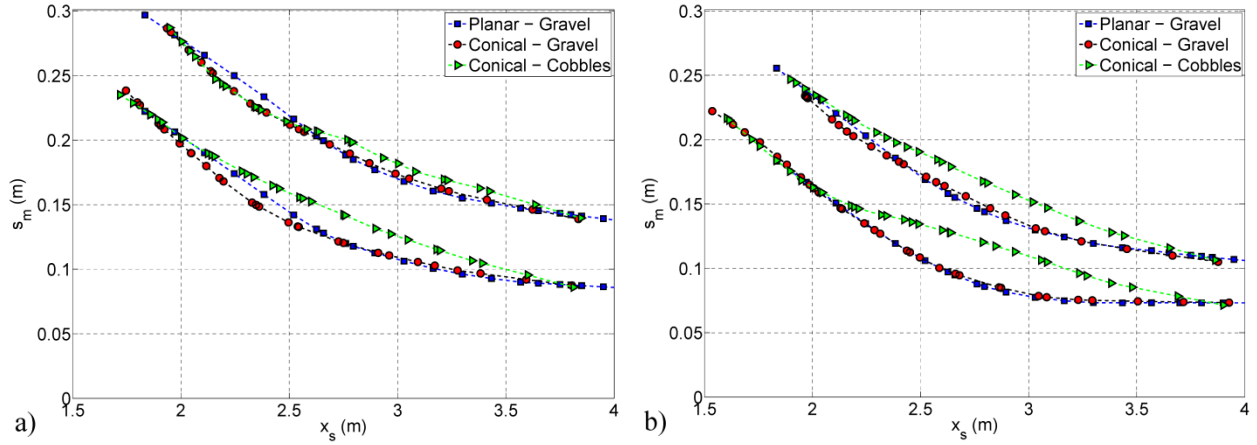 0.3
0.25
0.2
0.15
0.1
0.05
0
s_m (m)
1.5 2 2.5 3 3.5 4
x_s (m)
Planar − Gravel
Conical − Gravel
Conical − Cobbles
a)
0.3
0.25
0.2
0.15
0.1
0.05
0
s_m (m)
1.5 2 2.5 3 3.5 4
x_s (m)
Planar − Gravel
Conical − Gravel
Conical − Cobbles
b)